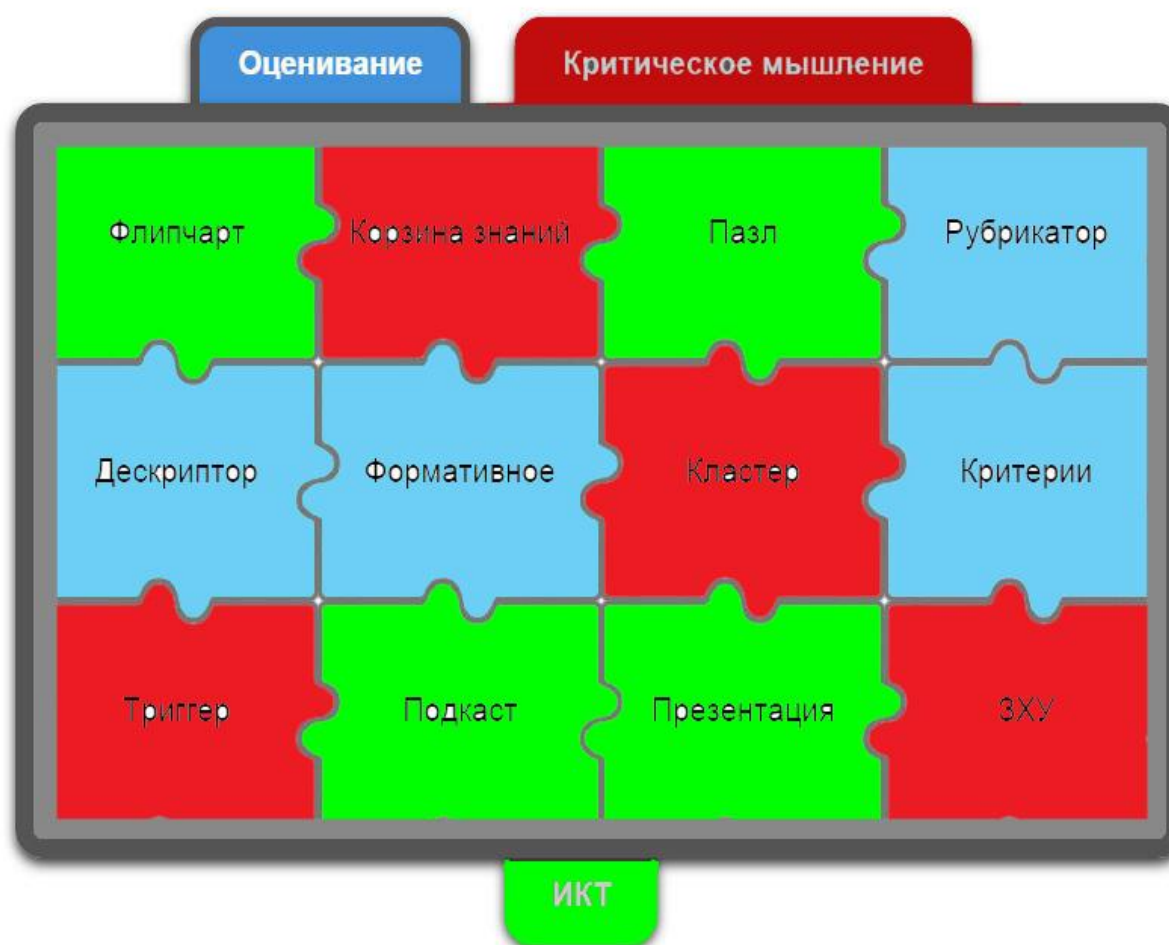 Оценивание
Критическое мышление
Флипчарт
Корзина знаний
Пазл
Рубрикатор
Дескриптор
Формативное
Кластер
Критерии
Триггер
Подкаст
Презентация
ЗХУ
ИКТ